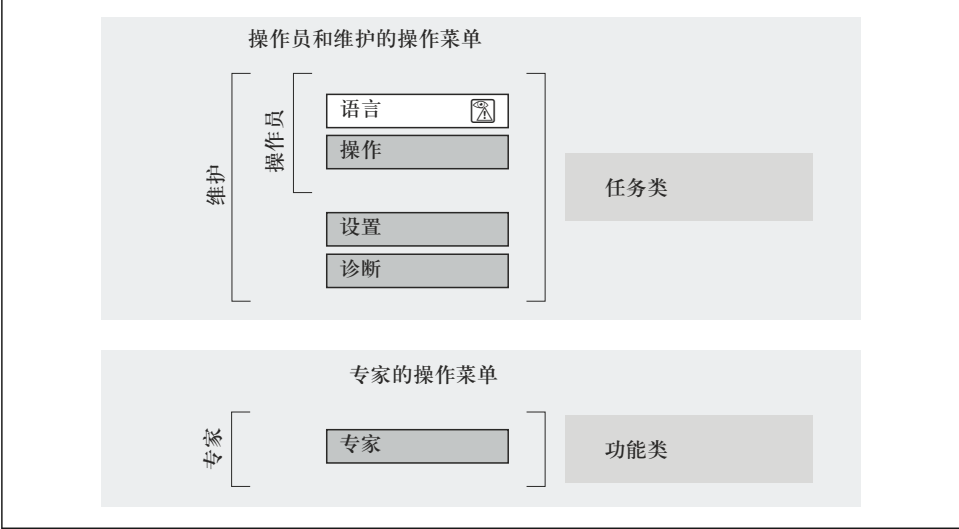 操作员和维护的操作菜单
维护
操作员
语言
操作
设置
诊断
任务类
专家的操作菜单
专家
专家
功能类